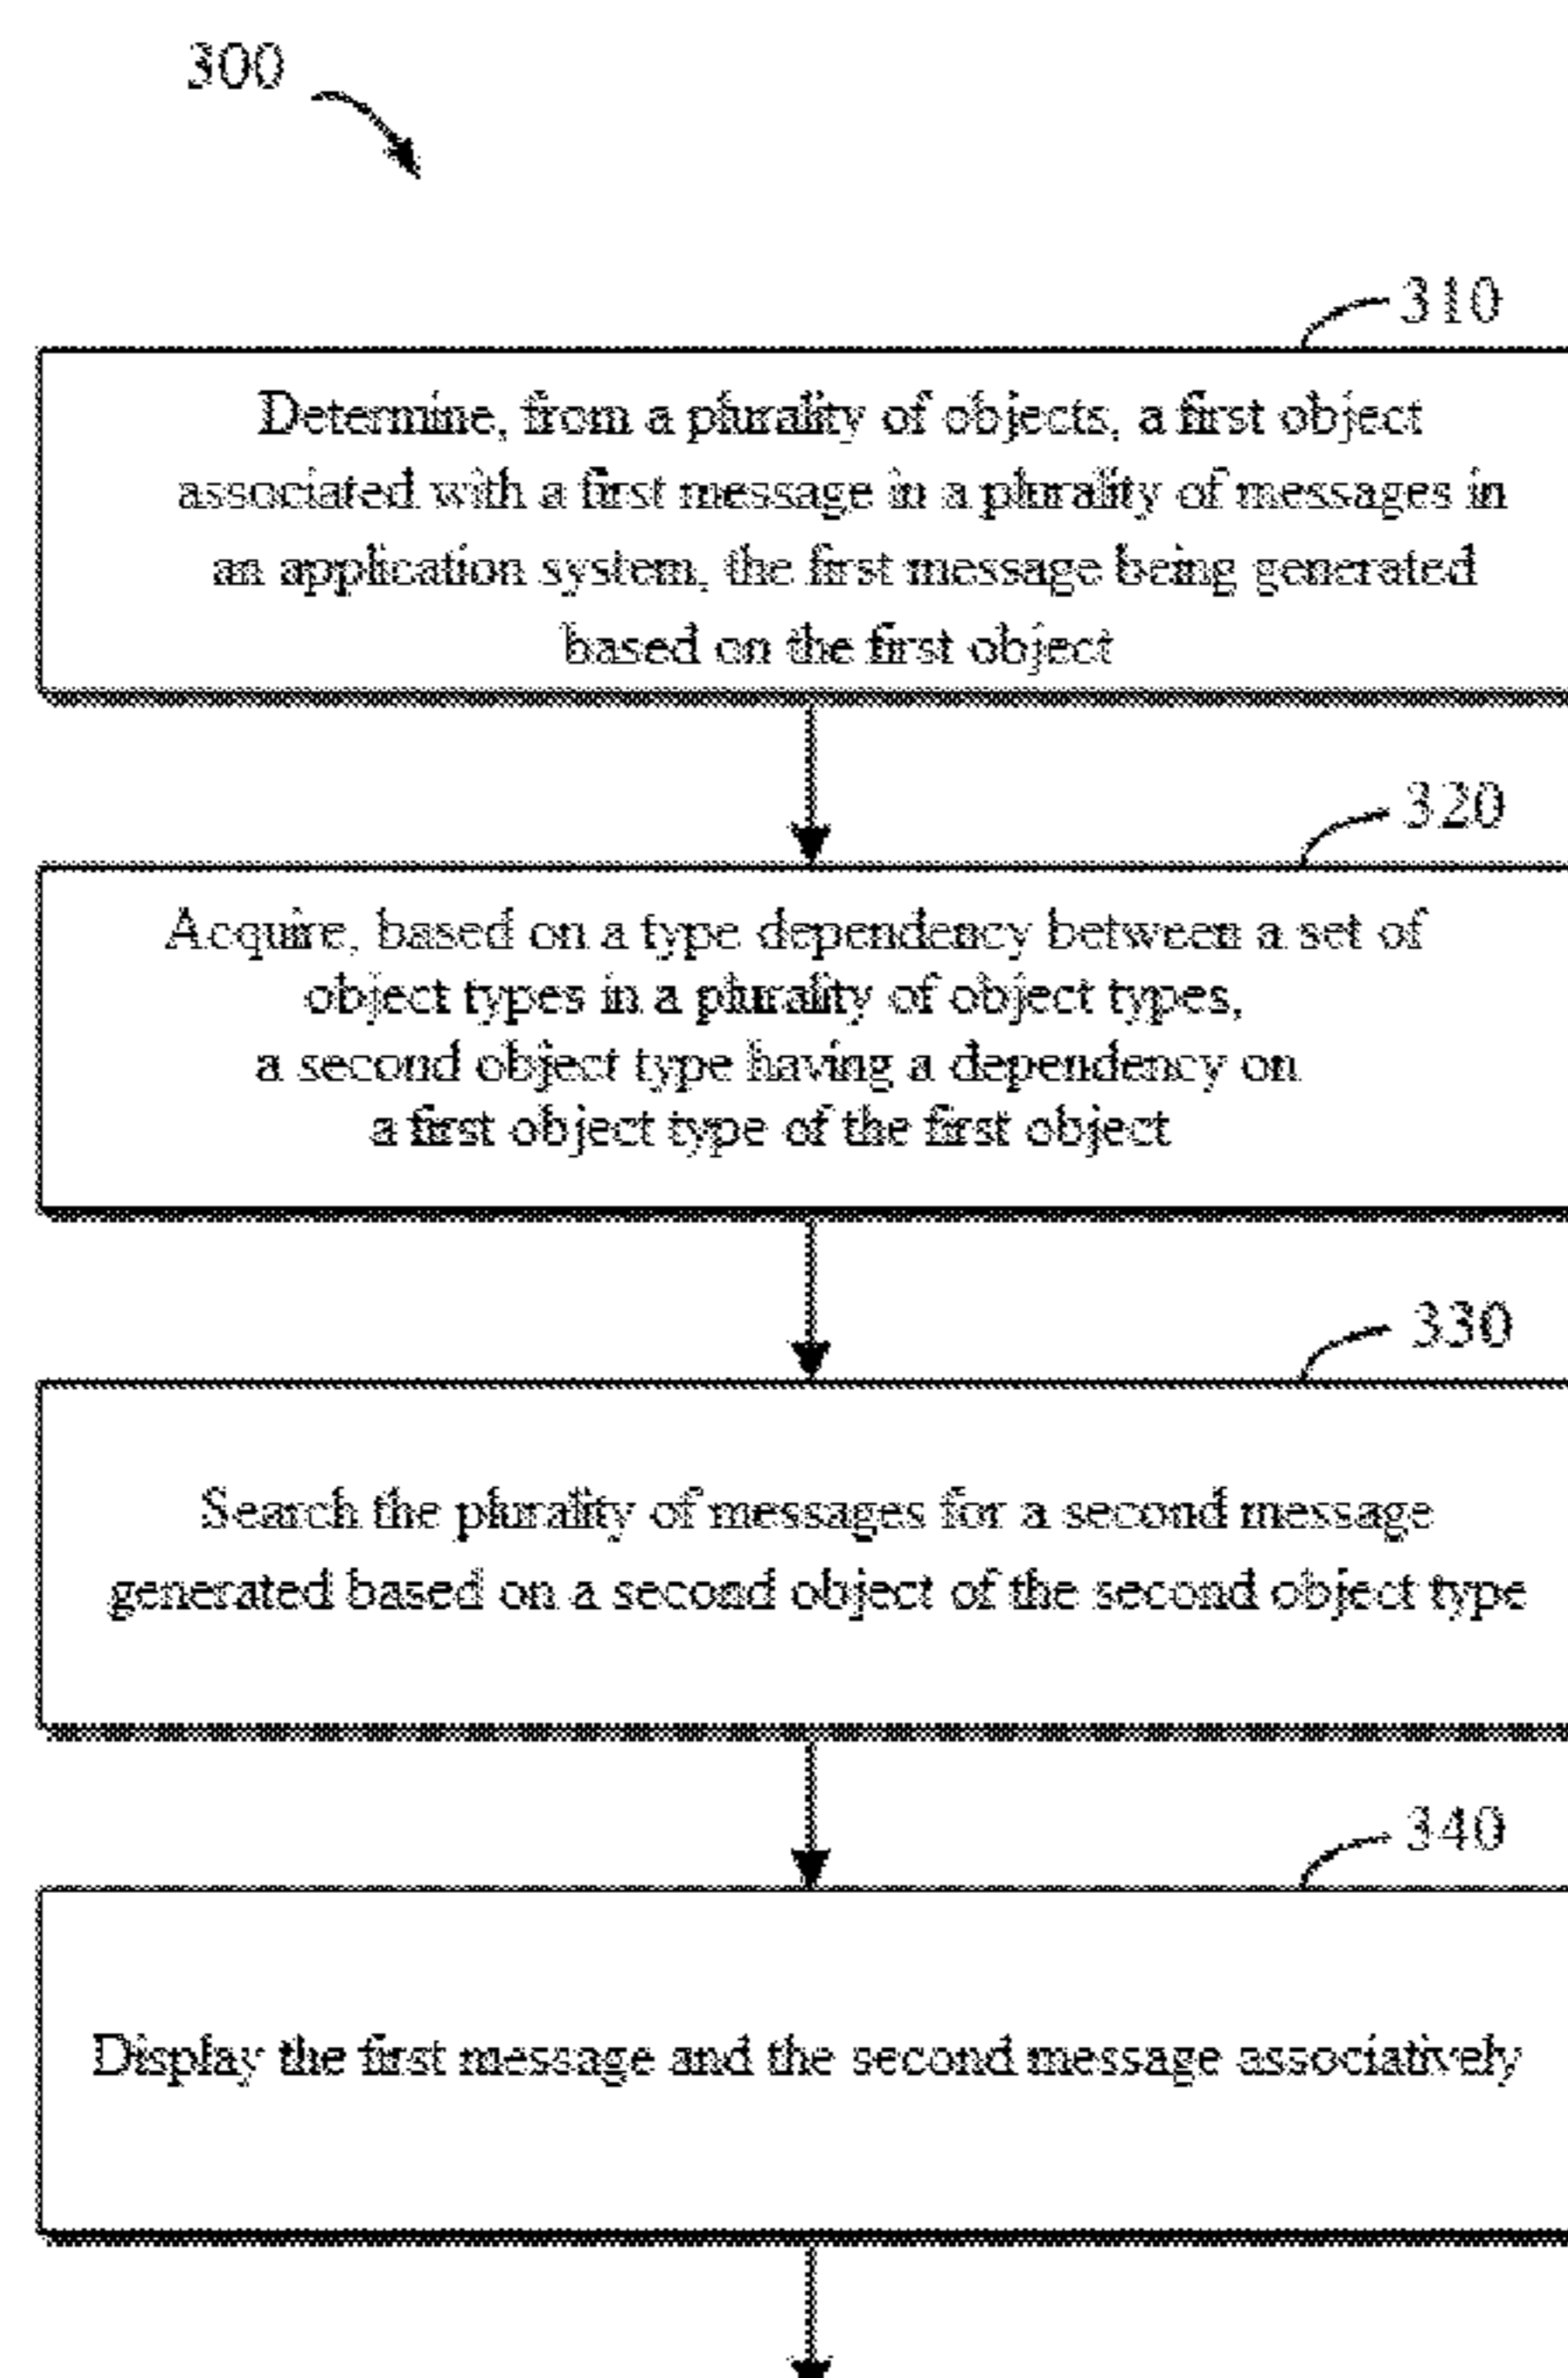 300
310
Determine, from a plurality of objects, a first object
associated with a first message in a plurality of messages in
an application system, the first message being generated
based on the first object
320
Acquire, based on a type dependency between a set of
object types in a plurality of object types,
a second object type having a dependency on
a first object type of the first object
330
Search the plurality of messages for a second message
generated based on a second object of the second object type
340
Display the first message and the second message associatively